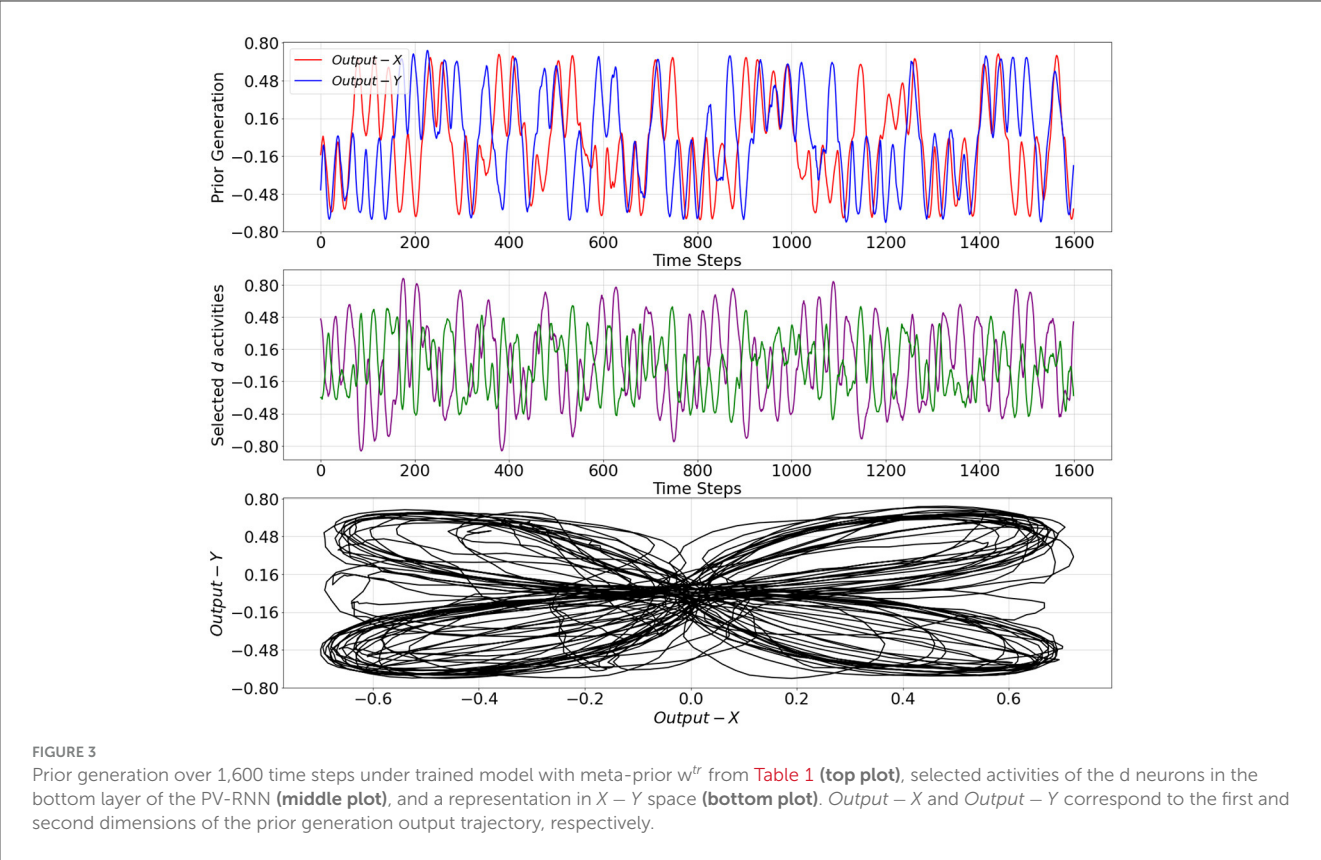 0.80
0.48
0.16
−0.16
−0.48
−0.80
Prior Generation
Output − X
Output − Y
0 200 400 600 800 1000 1200 1400 1600
Time Steps
0.80
0.48
0.16
−0.16
−0.48
−0.80
Selected d activities
0 200 400 600 800 1000 1200 1400 1600
Time Steps
0.80
0.48
0.16
−0.16
−0.48
−0.80
Output − Y
−0.6 −0.4 −0.2 0.0 0.2 0.4 0.6
Output − X
FIGURE 3
Prior generation over 1,600 time steps under trained model with meta-prior wᵗʳ from Table 1 (top plot), selected activities of the d neurons in the
bottom layer of the PV-RNN (middle plot), and a representation in X − Y space (bottom plot). Output − X and Output − Y correspond to the first and
second dimensions of the prior generation output trajectory, respectively.